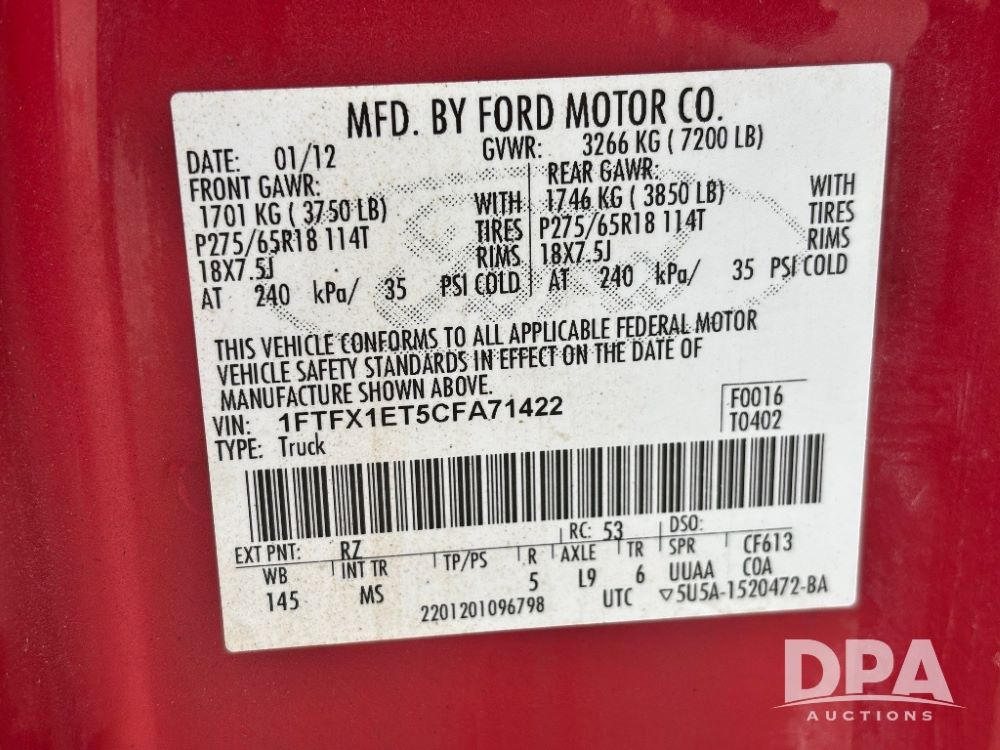 MFD. BY FORD MOTOR CO.
DATE: 01/12 GVWR: 3266 KG ( 7200 LB)
FRONT GAWR: REAR GAWR:
1701 KG ( 3750 LB) WITH 1746 KG ( 3850 LB) WITH
P275/65R18 114T TIRES P275/65R18 114T TIRES
18X7.5J RIMS 18X7.5J RIMS
AT 240 kPa/ 35 PSI COLD AT 240 kPa/ 35 PSI COLD
THIS VEHICLE CONFORMS TO ALL APPLICABLE FEDERAL MOTOR
VEHICLE SAFETY STANDARDS IN EFFECT ON THE DATE OF
MANUFACTURE SHOWN ABOVE.
VIN: 1FTFX1ET5CFA71422 F0016
TYPE: Truck T0402
EXT PNT: RZ RC: 53 DSO:
WB INT TR TP/PS R AXLE TR SPR CF613
145 MS 5 L9 6 UUAA COA
2201201096798 UTC ▽5U5A-1520472-BA
DPA
AUCTIONS